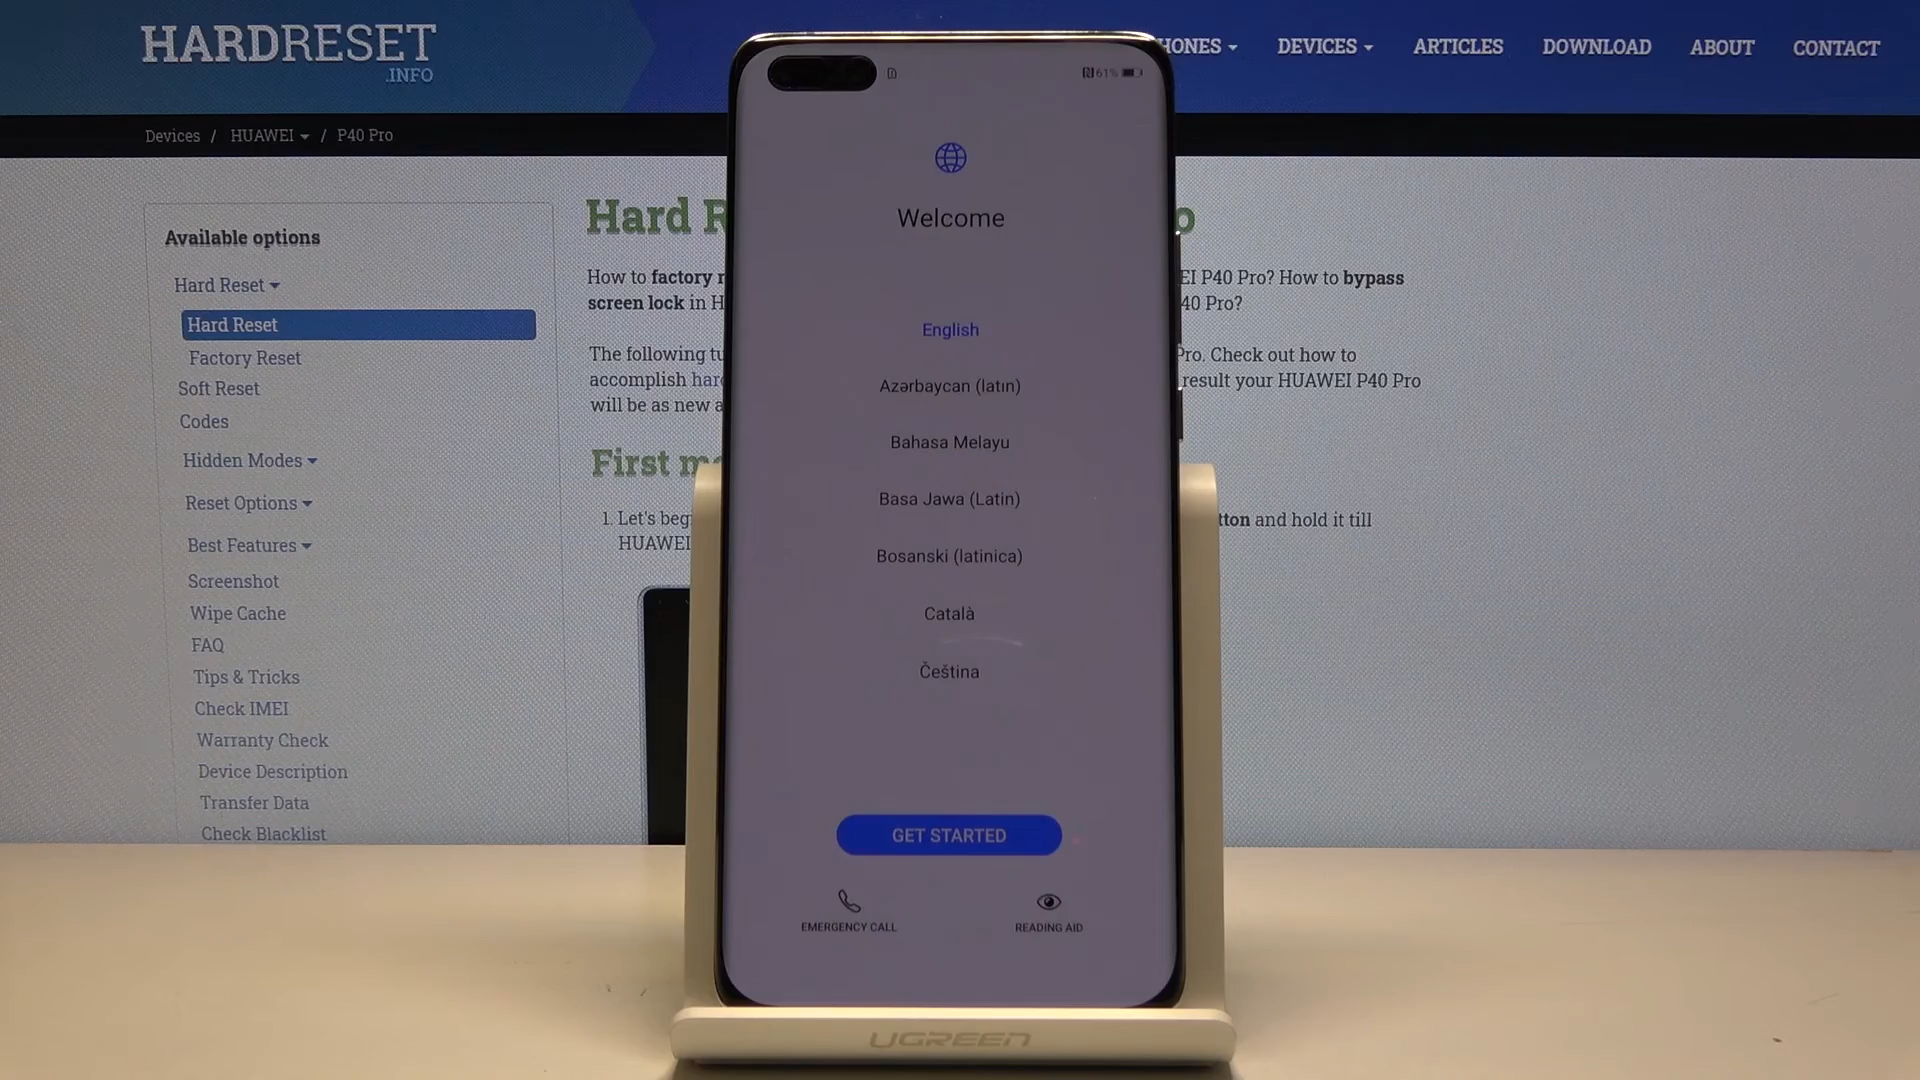 HARDRESET
.INFO
HONES DEVICES ARTICLES DOWNLOAD ABOUT CONTACT
Devices / HUAWEI / P40 Pro
Available options
Hard Reset
Hard Reset
Factory Reset
Soft Reset
Codes
Hidden Modes
Reset Options
Best Features
Screenshot
Wipe Cache
FAQ
Tips & Tricks
Check IMEI
Warranty Check
Device Description
Transfer Data
Check Blacklist
Hard R o
How to factory r EI P40 Pro? How to bypass
screen lock in H 40 Pro?
The following tu Pro. Check out how to
accomplish hard result your HUAWEI P40 Pro
will be as new a
First m
1. Let's beg tton and hold it till
HUAWEI
61%
Welcome
English
Azərbaycan (latın)
Bahasa Melayu
Basa Jawa (Latin)
Bosanski (latinica)
Català
Čeština
GET STARTED
EMERGENCY CALL READING AID
UGREEN